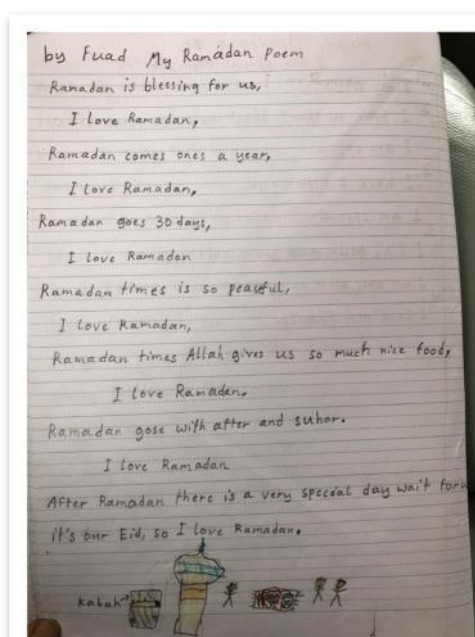 by Fuad My Ramadan Poem
Ramadan is blessing for us,
I love Ramadan,
Ramadan comes ones a year,
I love Ramadan,
Ramadan goes 30 days,
I love Ramadan
Ramadan times is so peaseful,
I love Ramadan,
Ramadan times Allah gives us so much nice food,
I love Ramadan,
Ramadan gose with after and suhar.
I love Ramadan
After Ramadan there is a very special day wait for
it's our Eid, so I love Ramadan.
kabah